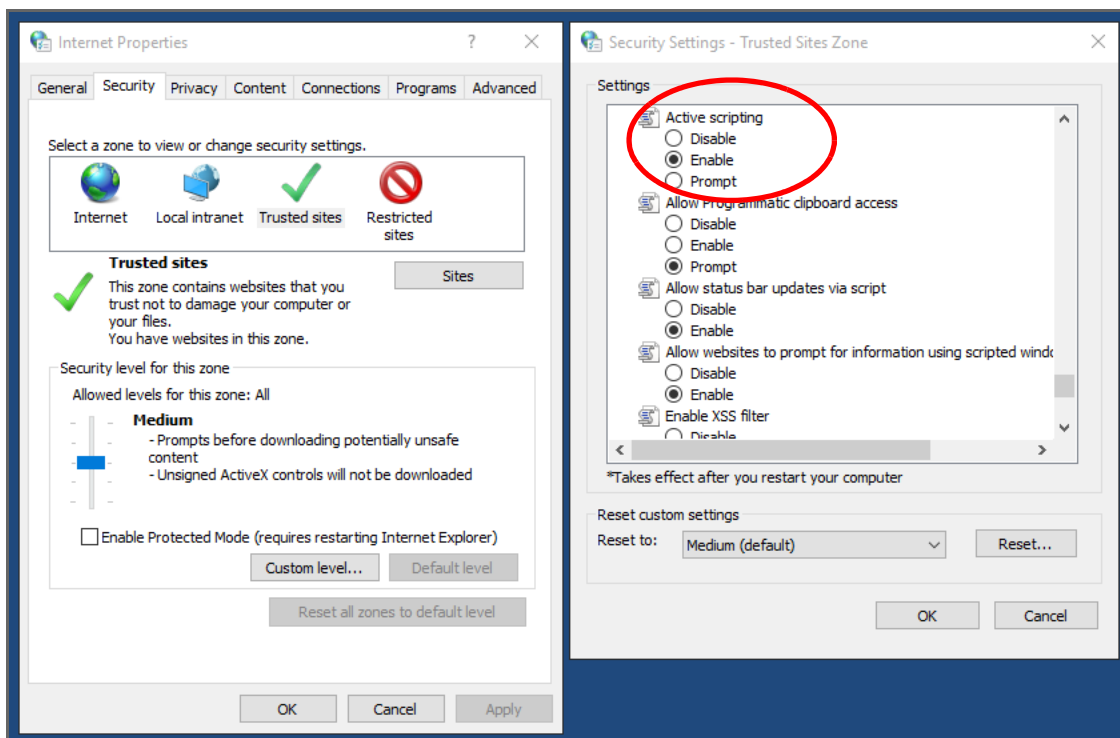 Internet Properties
?
General Security Privacy Content Connections Programs Advanced
Select a zone to view or change security settings.
Internet Local intranet Trusted sites Restricted
sites
Trusted sites
Sites
This zone contains websites that you
trust not to damage your computer or
your files.
You have websites in this zone.
Security level for this zone
Allowed levels for this zone: All
Medium
- Prompts before downloading potentially unsafe
content
- Unsigned ActiveX controls will not be downloaded
Enable Protected Mode (requires restarting Internet Explorer)
Custom level... Default level
Reset all zones to default level
OK Cancel Apply
Security Settings - Trusted Sites Zone
Settings
Active scripting
Disable
Enable
Prompt
Allow Programmatic clipboard access
Disable
Enable
Prompt
Allow status bar updates via script
Disable
Enable
Allow websites to prompt for information using scripted windo
Disable
Enable
Enable XSS filter
Disable
*Takes effect after you restart your computer
Reset custom settings
Reset to: Medium (default) Reset...
OK Cancel